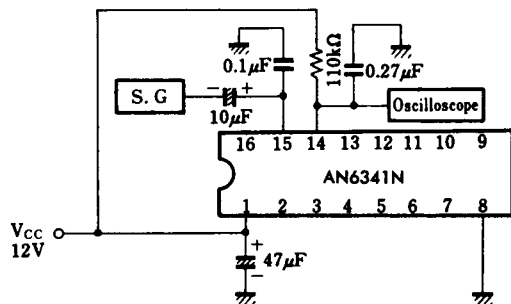 0.1μF
110kΩ
0.27μF
S. G
− +
10μF
Oscilloscope
16 15 14 13 12 11 10 9
AN6341N
1 2 3 4 5 6 7 8
VCC
12V
+
47μF
−